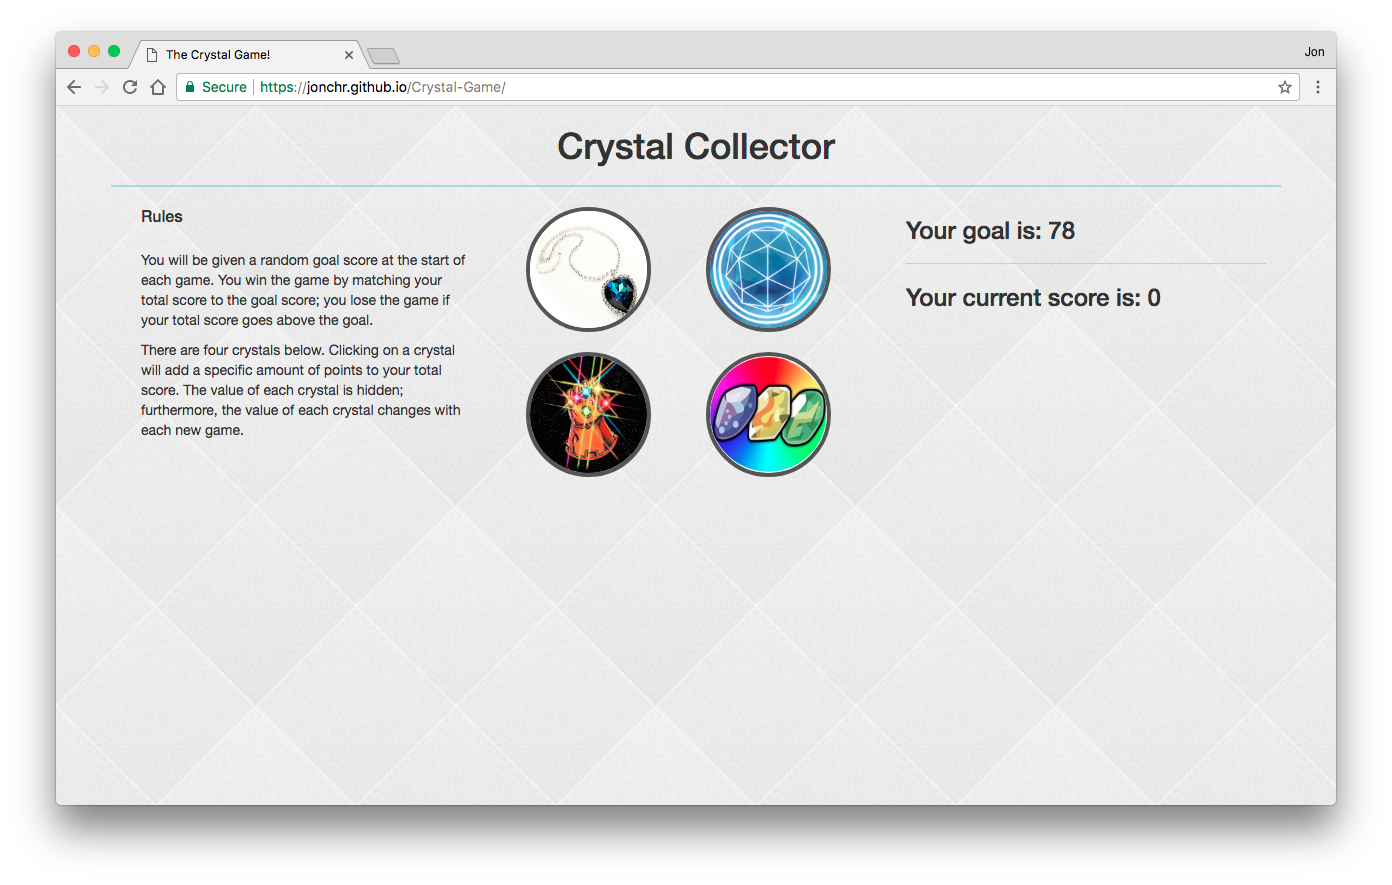 The Crystal Game!
Jon
Secure https://jonchr.github.io/Crystal-Game/
Crystal Collector
Rules
You will be given a random goal score at the start of
each game. You win the game by matching your
total score to the goal score; you lose the game if
your total score goes above the goal.
There are four crystals below. Clicking on a crystal
will add a specific amount of points to your total
score. The value of each crystal is hidden;
furthermore, the value of each crystal changes with
each new game.
Your goal is: 78
Your current score is: 0